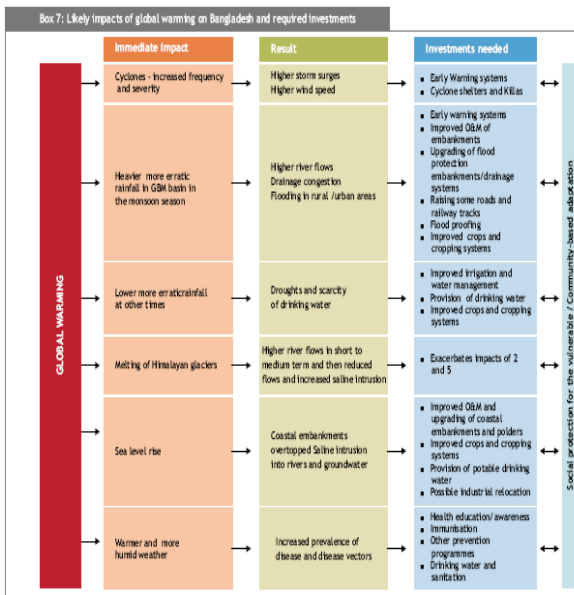 Box 7: Likely impacts of global warming on Bangladesh and required investments
Immediate impact
Result
Investments needed
GLOBAL WARMING
Cyclones - increased frequency
and severity
Higher storm surges
Higher wind speed
▪ Early Warning systems
▪ Cyclone shelters and Killas
Heavier more erratic
rainfall in GBM basin in
the monsoon season
Higher river flows
Drainage congestion
Flooding in rural /urban areas
▪ Early warning systems
▪ Improved O&M of
embankments
▪ Upgrading of flood
protection
embankments/drainage
systems
▪ Raising some roads and
railway tracks
▪ Flood proofing
▪ Improved crops and
cropping systems
Lower more erraticrainfall
at other times
Droughts and scarcity
of drinking water
▪ Improved irrigation and
water management
▪ Provision of drinking water
▪ Improved crops and cropping
systems
Melting of Himalayan glaciers
Higher river flows in short to
medium term and then reduced
flows and increased saline intrusion
▪ Exacerbates impacts of 2
and 5
Sea level rise
Coastal embankments
overtopped Saline intrusion
into rivers and groundwater
▪ Improved O&M and
upgrading of coastal
embankments and polders
▪ Improved crops and cropping
systems
▪ Provision of potable drinking
water
▪ Possible industrial relocation
Warmer and more
humid weather
Increased prevalence of
disease and disease vectors
▪ Health education/awareness
▪ Immunisation
▪ Other prevention
programmes
▪ Drinking water and
sanitation
Social protection for the vulnerable / Community-based adaptation